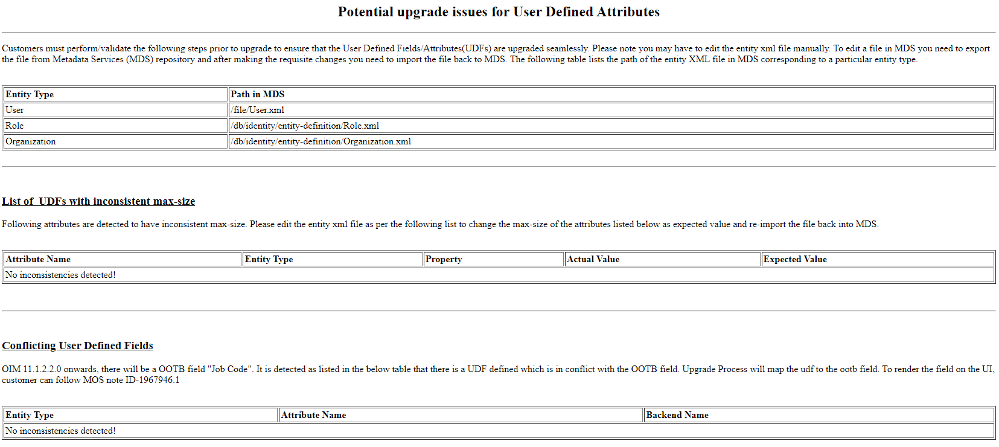 Potential upgrade issues for User Defined Attributes
Customers must perform/validate the following steps prior to upgrade to ensure that the User Defined Fields/Attributes(UDFs) are upgraded seamlessly. Please note you may have to edit the entity xml file manually. To edit a file in MDS you need to export
the file from Metadata Services (MDS) repository and after making the requisite changes you need to import the file back to MDS. The following table lists the path of the entity XML file in MDS corresponding to a particular entity type.
Entity Type Path in MDS
User /file/User.xml
Role /db/identity/entity-definition/Role.xml
Organization /db/identity/entity-definition/Organization.xml
List of  UDFs with inconsistent max-size
Following attributes are detected to have inconsistent max-size. Please edit the entity xml file as per the following list to change the max-size of the attributes listed below as expected value and re-import the file back into MDS.
Attribute Name Entity Type Property Actual Value Expected Value
No inconsistencies detected!
Conflicting User Defined Fields
OIM 11.1.2.2.0 onwards, there will be a OOTB field "Job Code". It is detected as listed in the below table that there is a UDF defined which is in conflict with the OOTB field. Upgrade Process will map the udf to the ootb field. To render the field on the UI,
customer can follow MOS note ID-1967946.1
Entity Type Attribute Name Backend Name
No inconsistencies detected!